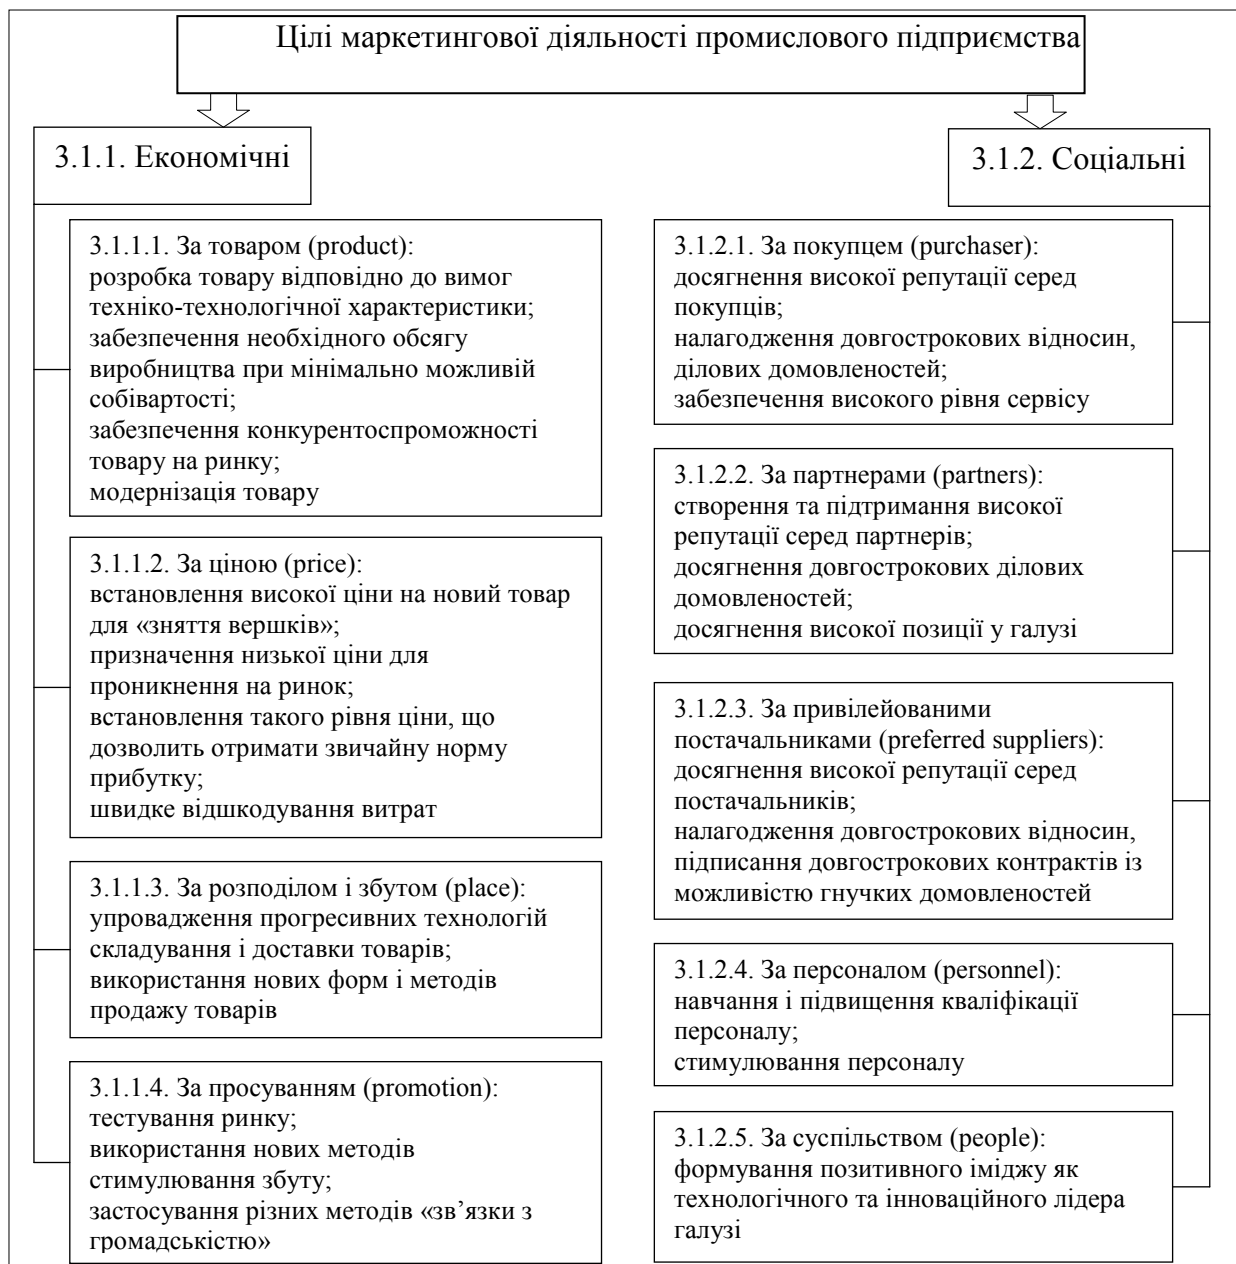 Цілі маркетингової діяльності промислового підприємства
3.1.1. Економічні
3.1.1.1. За товаром (product):
розробка товару відповідно до вимог
техніко-технологічної характеристики;
забезпечення необхідного обсягу
виробництва при мінімально можливій
собівартості;
забезпечення конкурентоспроможності
товару на ринку;
модернізація товару
3.1.1.2. За ціною (price):
встановлення високої ціни на новий товар
для «зняття вершків»;
призначення низької ціни для
проникнення на ринок;
встановлення такого рівня ціни, що
дозволить отримати звичайну норму
прибутку;
швидке відшкодування витрат
3.1.1.3. За розподілом і збутом (place):
упровадження прогресивних технологій
складування і доставки товарів;
використання нових форм і методів
продажу товарів
3.1.1.4. За просуванням (promotion):
тестування ринку;
використання нових методів
стимулювання збуту;
застосування різних методів «зв’язки з
громадськістю»
3.1.2. Соціальні
3.1.2.1. За покупцем (purchaser):
досягнення високої репутації серед
покупців;
налагодження довгострокових відносин,
ділових домовленостей;
забезпечення високого рівня сервісу
3.1.2.2. За партнерами (partners):
створення та підтримання високої
репутації серед партнерів;
досягнення довгострокових ділових
домовленостей;
досягнення високої позиції у галузі
3.1.2.3. За привілейованими
постачальниками (preferred suppliers):
досягнення високої репутації серед
постачальників;
налагодження довгострокових відносин,
підписання довгострокових контрактів із
можливістю гнучких домовленостей
3.1.2.4. За персоналом (personnel):
навчання і підвищення кваліфікації
персоналу;
стимулювання персоналу
3.1.2.5. За суспільством (people):
формування позитивного іміджу як
технологічного та інноваційного лідера
галузі